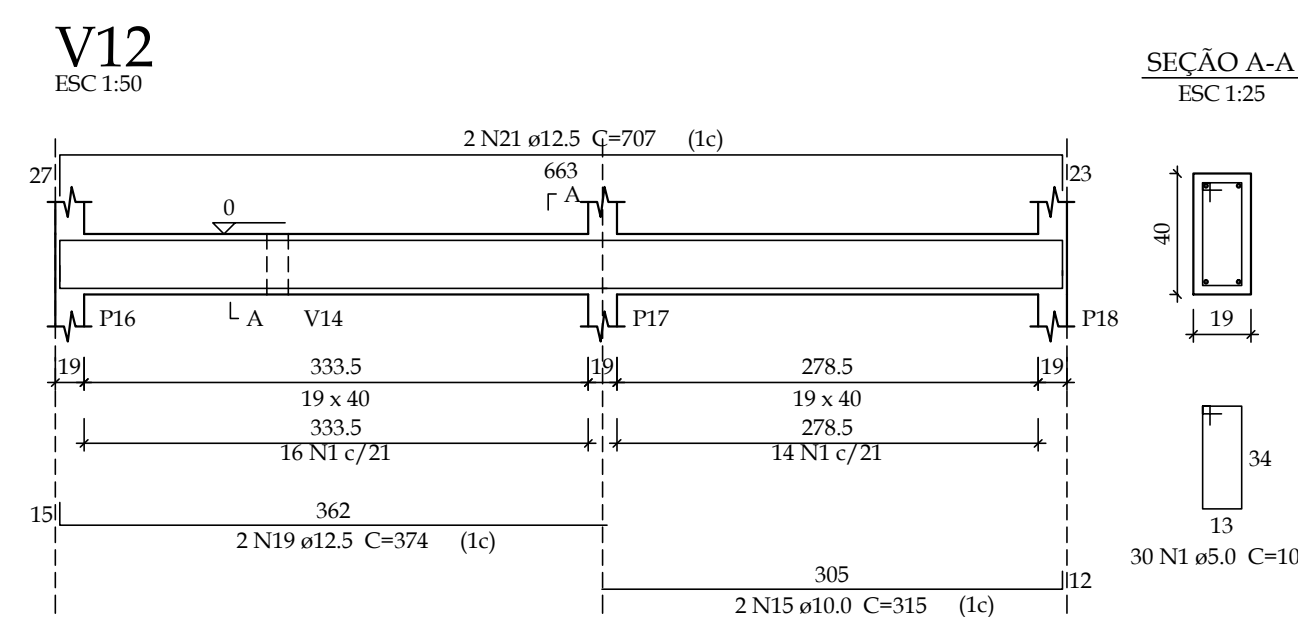 V12
ESC 1:50
SEÇÃO A-A
ESC 1:25
2 N21 ø12.5 C=707 (1c)
27
663
23
A
0
40
A
V14
P16
P17
P18
19
19
333.5
19
278.5
19
19 x 40
19 x 40
333.5
278.5
16 N1 c/21
14 N1 c/21
34
13
15
362
2 N19 ø12.5 C=374 (1c)
30 N1 ø5.0 C=10
305
12
2 N15 ø10.0 C=315 (1c)